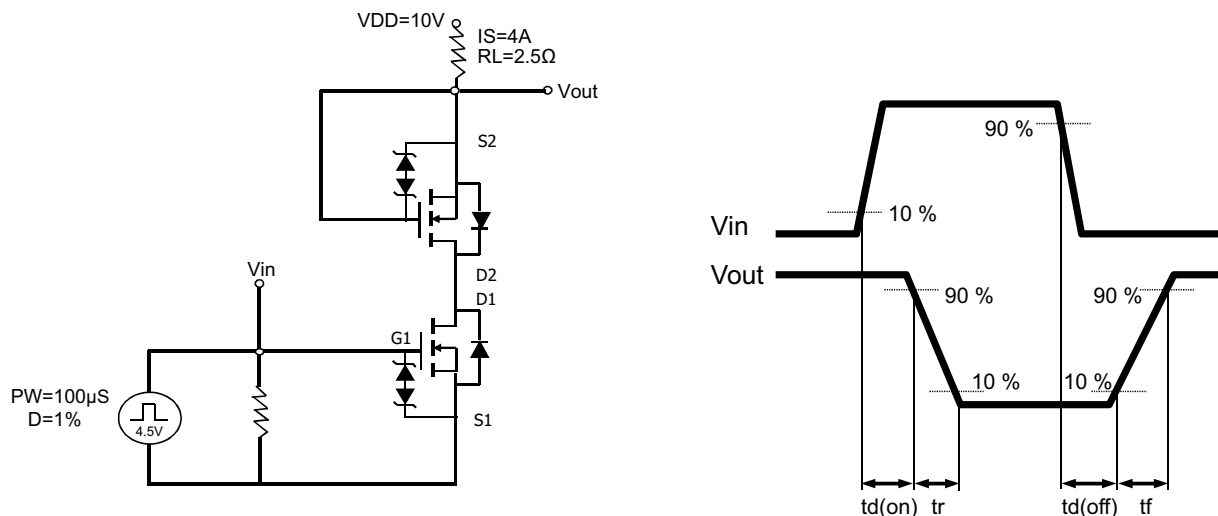 VDD=10V
IS=4A
RL=2.5Ω
Vout
S2
Vin
D2
D1
G1
PW=100μS
D=1%
4.5V
S1
90 %
10 %
Vin
Vout
90 %
90 %
10 %
10 %
td(on) tr
td(off) tf